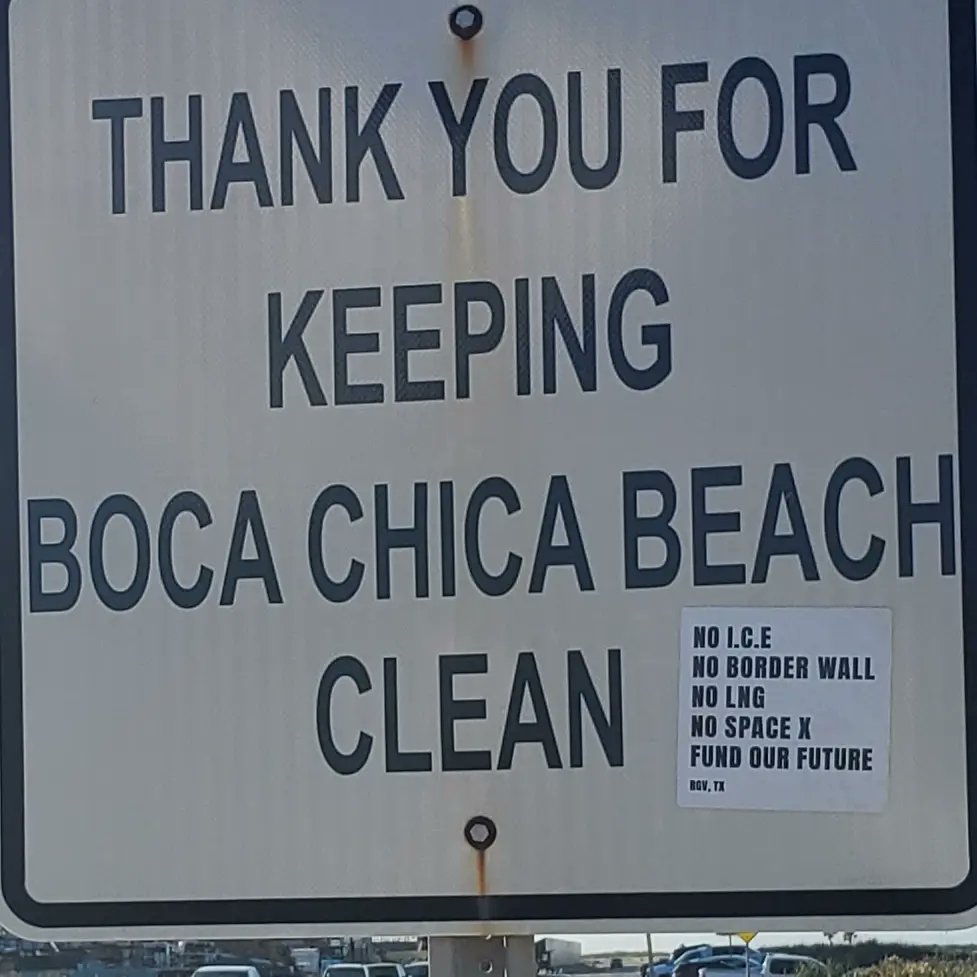 THANK YOU FOR
KEEPING
BOCA CHICA BEACH
CLEAN
NO I.C.E
NO BORDER WALL
NO LNG
NO SPACE X
FUND OUR FUTURE
RGV, TX